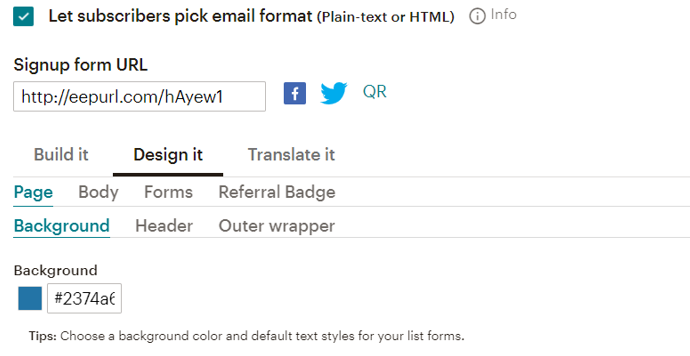 Let subscribers pick email format (Plain-text or HTML) Info
Signup form URL
http://eepurl.com/hAyew1 QR
Build it Design it Translate it
Page Body Forms Referral Badge
Background Header Outer wrapper
Background
#2374a6
Tips: Choose a background color and default text styles for your list forms.